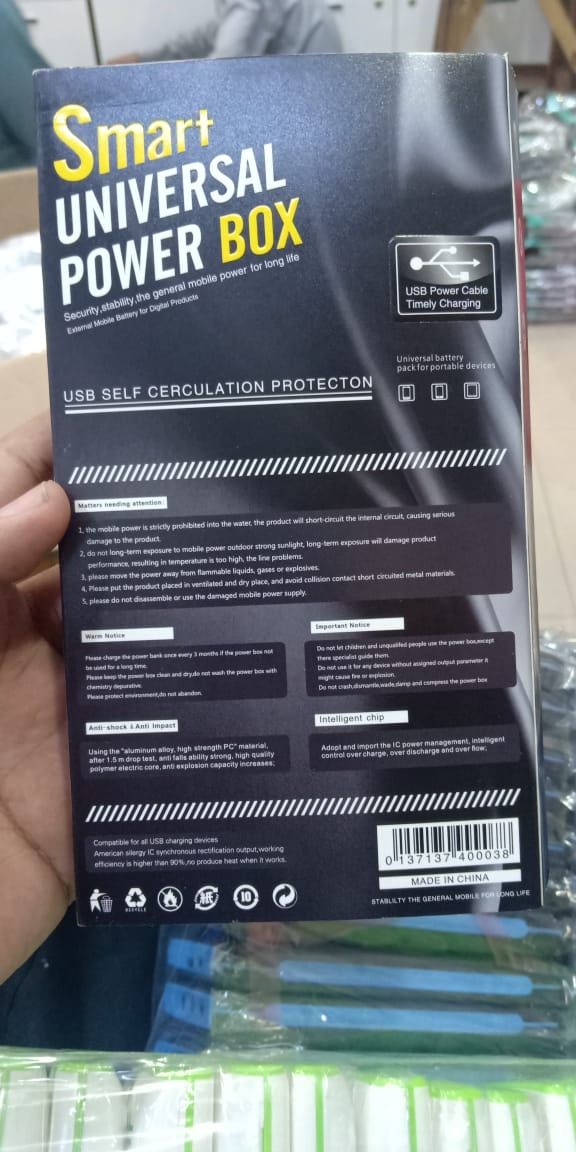 Smart
UNIVERSAL
POWER BOX
Security,stability,the general mobile power for long life
External Mobile Battery for Digital Products
USB Power Cable
Timely Charging
Universal battery
pack for portable devices
USB SELF CERCULATION PROTECTON
Matters needing attention:
1, the mobile power is strictly prohibited into the water, the product will short-circuit the internal circuit, causing serious
damage to the product.
2, do not long-term exposure to mobile power outdoor strong sunlight, long-term exposure will damage product
performance, resulting in temperature is too high, the line problems.
3, please move the power away from flammable liquids, gases or explosives.
4, Please put the product placed in ventilated and dry place, and avoid collision contact short circuited metal materials.
5, please do not disassemble or use the damaged mobile power supply.
Warm Notice
Please charge the power bank once every 3 months if the power box not
be used for a long time.
Please keep the power box clean and dry,do not wash the power box with
chemistry depurative.
Please protect environment,do not abandon.
Important Notice
Do not let children and unqualifed people use the power box,except
there specialist guide them.
Do not use it for any device without assigned output parameter it
might cause fire or explosion.
Do not crash,dismantle,wade,damp and compress the power box
Anti-shock & Anti Impact
Using the "aluminum alloy, high strength PC" material,
after 1.5 m drop test, anti falls ability strong, high quality
polymer electric core, anti explosion capacity increases;
Intelligent chip
Adopt and import the IC power management, intelligent
control over charge, over discharge and over flow;
Compatible for all USB charging devices
American silergy IC synchronous rectification output,working
efficiency is higher than 90%,no produce heat when it works.
0 137137 400038
MADE IN CHINA
RECYCLE
紙
10
STABLILTY THE GENERAL MOBILE FOR LONG LIFE